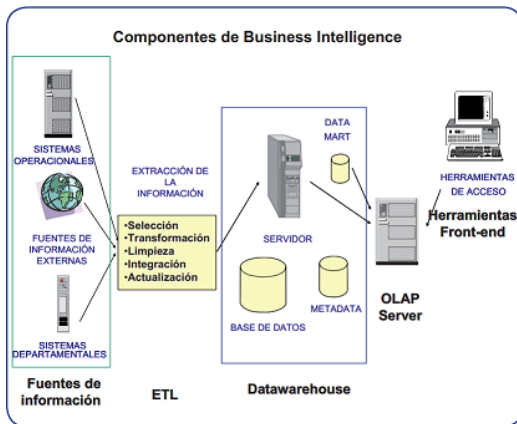 Componentes de Business Intelligence
SISTEMAS
OPERACIONALES
FUENTES DE
INFORMACIÓN
EXTERNAS
SISTEMAS
DEPARTAMENTALES
Fuentes de
información
EXTRACCIÓN DE
LA
INFORMACIÓN
•Selección
•Transformación
•Limpieza
•Integración
•Actualización
ETL
DATA
MART
SERVIDOR
BASE DE DATOS
METADATA
Datawarehouse
OLAP
Server
HERRAMIENTAS
DE ACCESO
Herramientas
Front-end